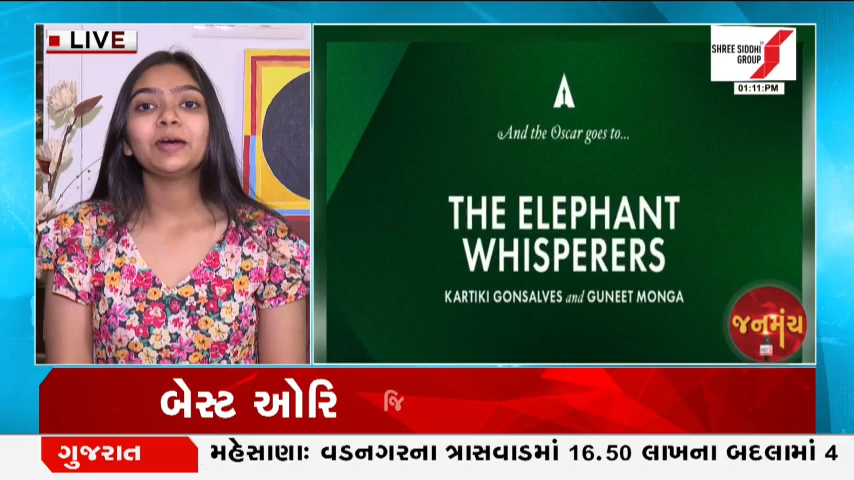 LIVE
SHREE SIDDHI
GROUP
01:11:PM
And the Oscar goes to...
THE ELEPHANT
WHISPERERS
KARTIKI GONSALVES and GUNEET MONGA
જનમંચ
બેસ્ટ ઓરિ જિ
ગુજરાત
મહેસાણાઃ વડનગરના ત્રાસવાડમાં 16.50 લાખના બદલામાં 4